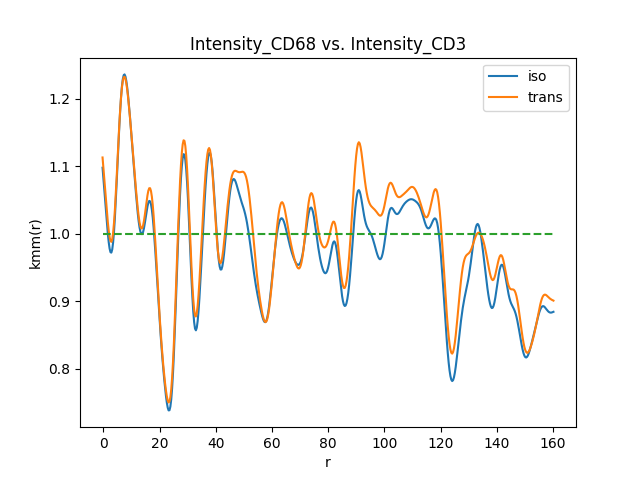 Intensity_CD68 vs. Intensity_CD3
iso
trans
1.2
1.1
1.0
0.9
0.8
kmm(r)
0 20 40 60 80 100 120 140 160
r